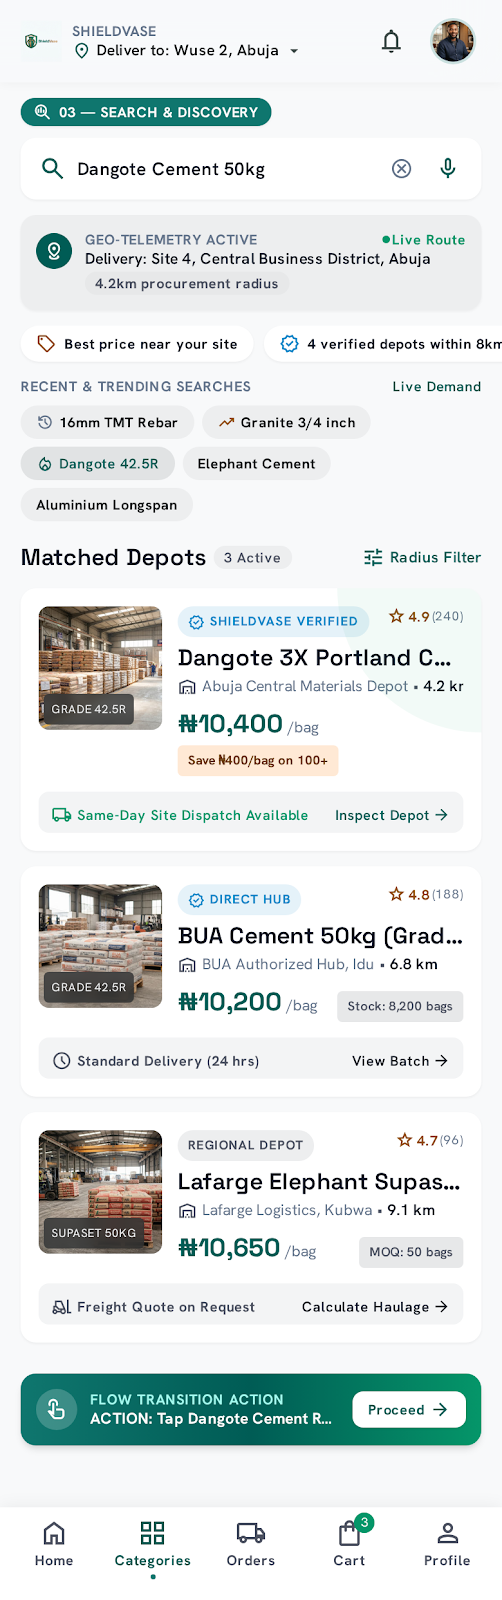 SHIELDVASE
Deliver to: Wuse 2, Abuja
03 — SEARCH & DISCOVERY
Dangote Cement 50kg
GEO-TELEMETRY ACTIVE
Live Route
Delivery: Site 4, Central Business District, Abuja
4.2km procurement radius
Best price near your site
4 verified depots within 8km
RECENT & TRENDING SEARCHES
Live Demand
16mm TMT Rebar
Granite 3/4 inch
Dangote 42.5R
Elephant Cement
Aluminium Longspan
Matched Depots
3 Active
Radius Filter
SHIELDVASE VERIFIED
4.9 (240)
Dangote 3X Portland C...
Abuja Central Materials Depot • 4.2 kr
GRADE 42.5R
₦10,400 /bag
Save ₦400/bag on 100+
Same-Day Site Dispatch Available
Inspect Depot →
DIRECT HUB
4.8 (188)
BUA Cement 50kg (Grad...
BUA Authorized Hub, Idu • 6.8 km
GRADE 42.5R
₦10,200 /bag
Stock: 8,200 bags
Standard Delivery (24 hrs)
View Batch →
REGIONAL DEPOT
4.7 (96)
Lafarge Elephant Supas...
Lafarge Logistics, Kubwa • 9.1 km
SUPASET 50KG
₦10,650 /bag
MOQ: 50 bags
Freight Quote on Request
Calculate Haulage →
FLOW TRANSITION ACTION
ACTION: Tap Dangote Cement R...
Proceed →
3
Home
Categories
Orders
Cart
Profile